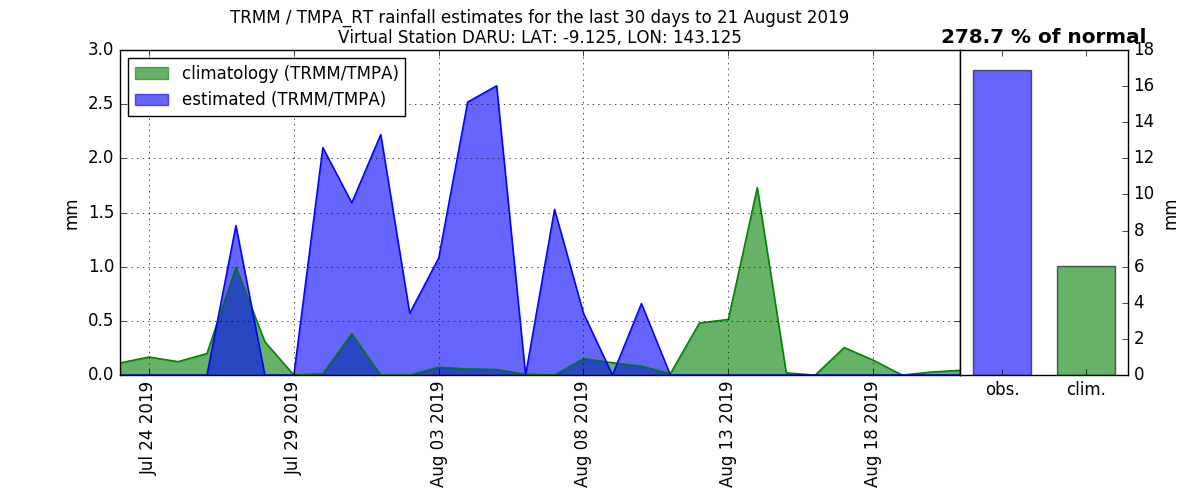 TRMM / TMPA_RT rainfall estimates for the last 30 days to 21 August 2019
Virtual Station DARU: LAT: -9.125, LON: 143.125
278.7 % of normal
climatology (TRMM/TMPA)
estimated (TRMM/TMPA)
3.0
2.5
2.0
1.5
1.0
0.5
0.0
mm
Jul 24 2019
Jul 29 2019
Aug 03 2019
Aug 08 2019
Aug 13 2019
Aug 18 2019
18
16
14
12
10
8
6
4
2
0
mm
obs.
clim.